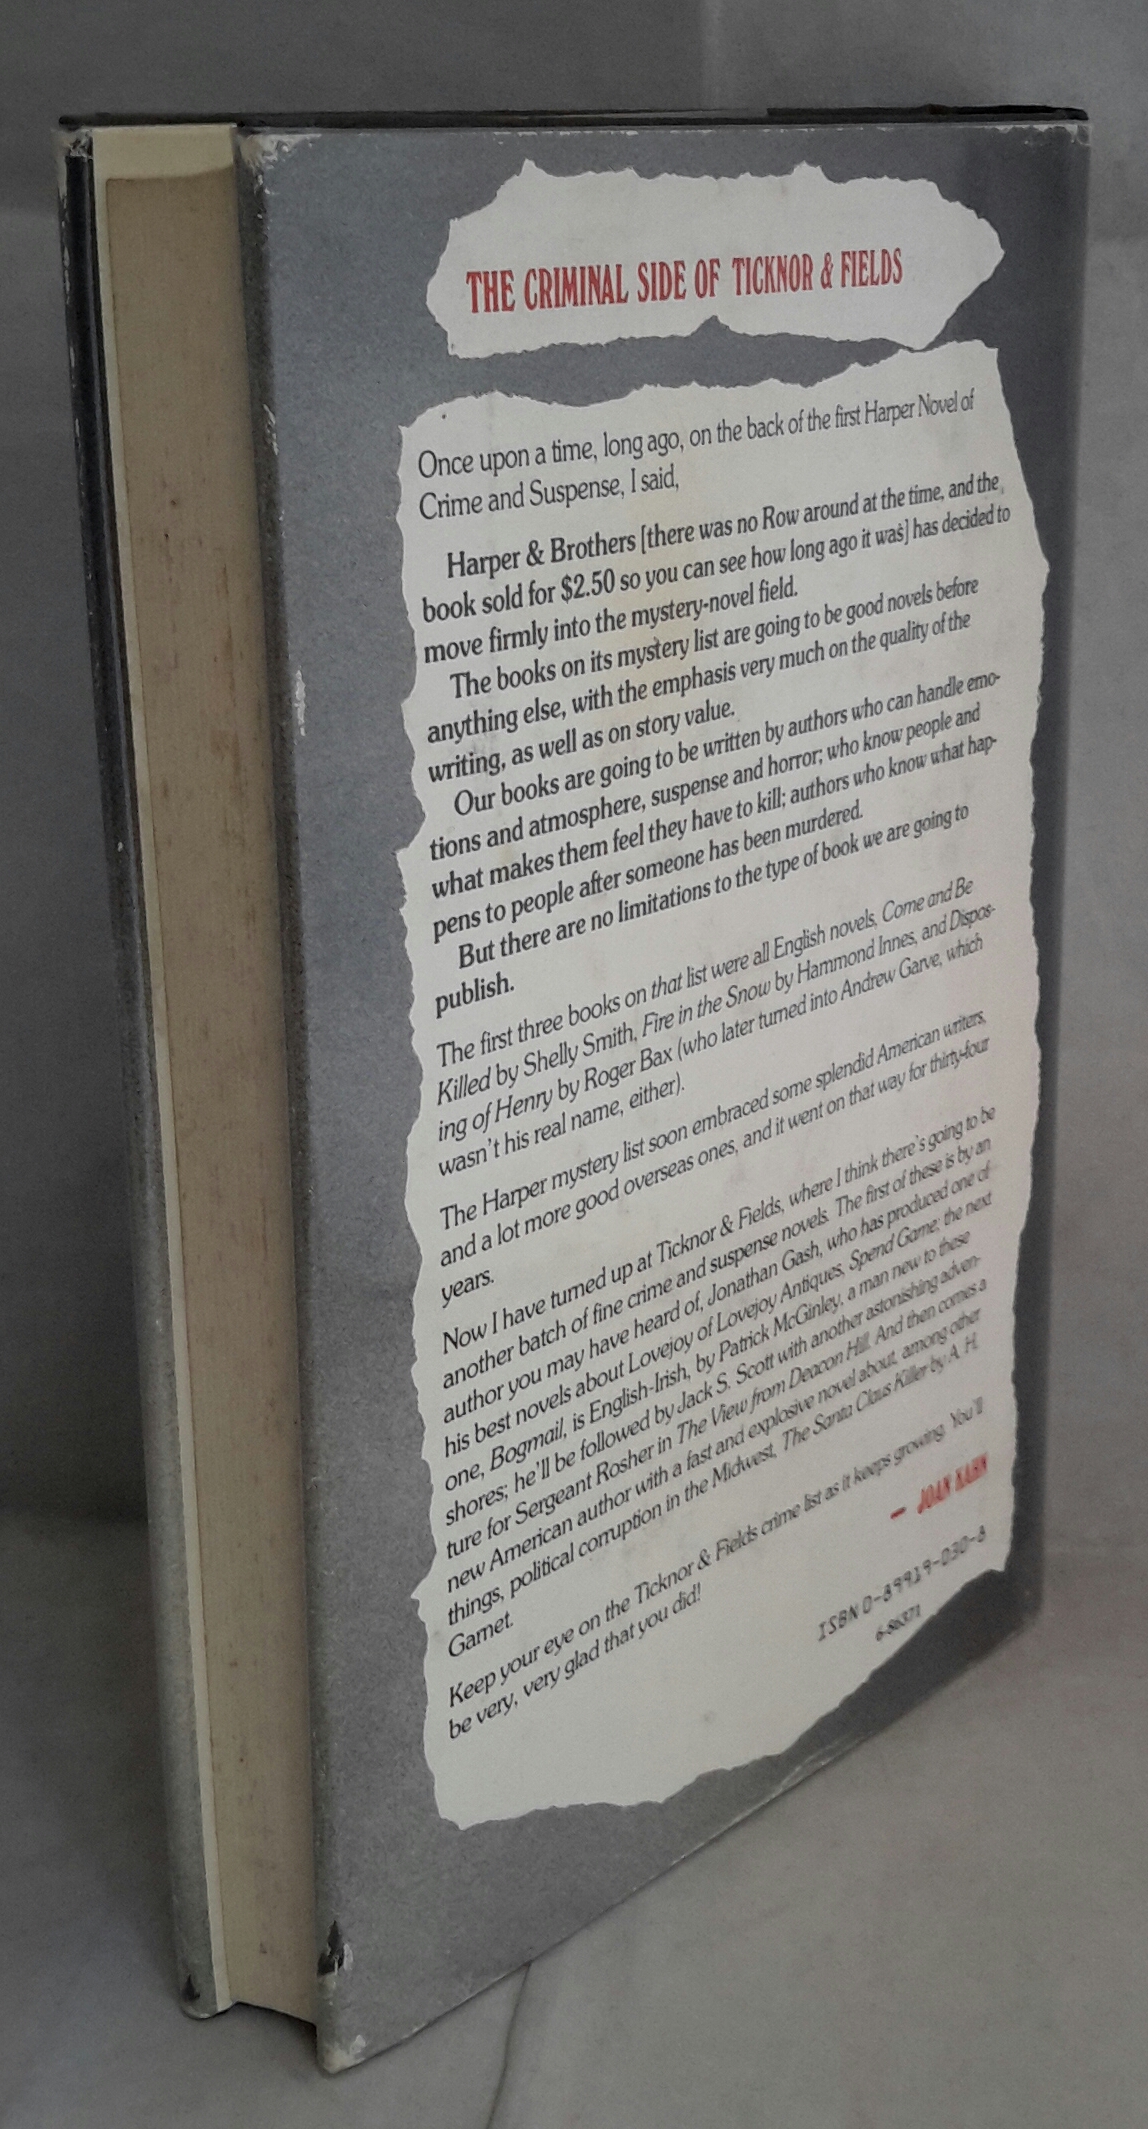 THE CRIMINAL SIDE OF TICKNOR & FIELDS
Once upon a time, long ago, on the back of the first Harper Novel of
Crime and Suspense, I said,
Harper & Brothers [there was no Row around at the time, and the
book sold for $2.50 so you can see how long ago it was] has decided to
move firmly into the mystery-novel field.
The books on its mystery list are going to be good novels before
anything else, with the emphasis very much on the quality of the
writing, as well as on story value.
Our books are going to be written by authors who can handle emo-
tions and atmosphere, suspense and horror; who know people and
what makes them feel they have to kill; authors who know what hap-
pens to people after someone has been murdered.
But there are no limitations to the type of book we are going to
publish.
The first three books on that list were all English novels, Come and Be
Killed by Shelly Smith, Fire in the Snow by Hammond Innes, and Dispos-
ing of Henry by Roger Bax (who later turned into Andrew Garve, which
wasn't his real name, either).
The Harper mystery list soon embraced some splendid American writers,
and a lot more good overseas ones, and it went on that way for thirty-four
years.
Now I have turned up at Ticknor & Fields, where I think there's going to be
another batch of fine crime and suspense novels. The first of these is by an
author you may have heard of, Jonathan Gash, who has produced one of
his best novels about Lovejoy of Lovejoy Antiques, Spend Game; the next
one, Bogmail, is English-Irish, by Patrick McGinley, a man new to these
shores; he'll be followed by Jack S. Scott with another astonishing adven-
ture for Sergeant Rosher in The View from Deacon Hill. And then comes a
new American author with a fast and explosive novel about, among other
things, political corruption in the Midwest, The Santa Claus Killer by A. H.
Garnet.
Keep your eye on the Ticknor & Fields crime list as it keeps growing. You'll
be very, very glad that you did!
— JOAN KAHN
ISBN 0-89919-030-8
6-86371